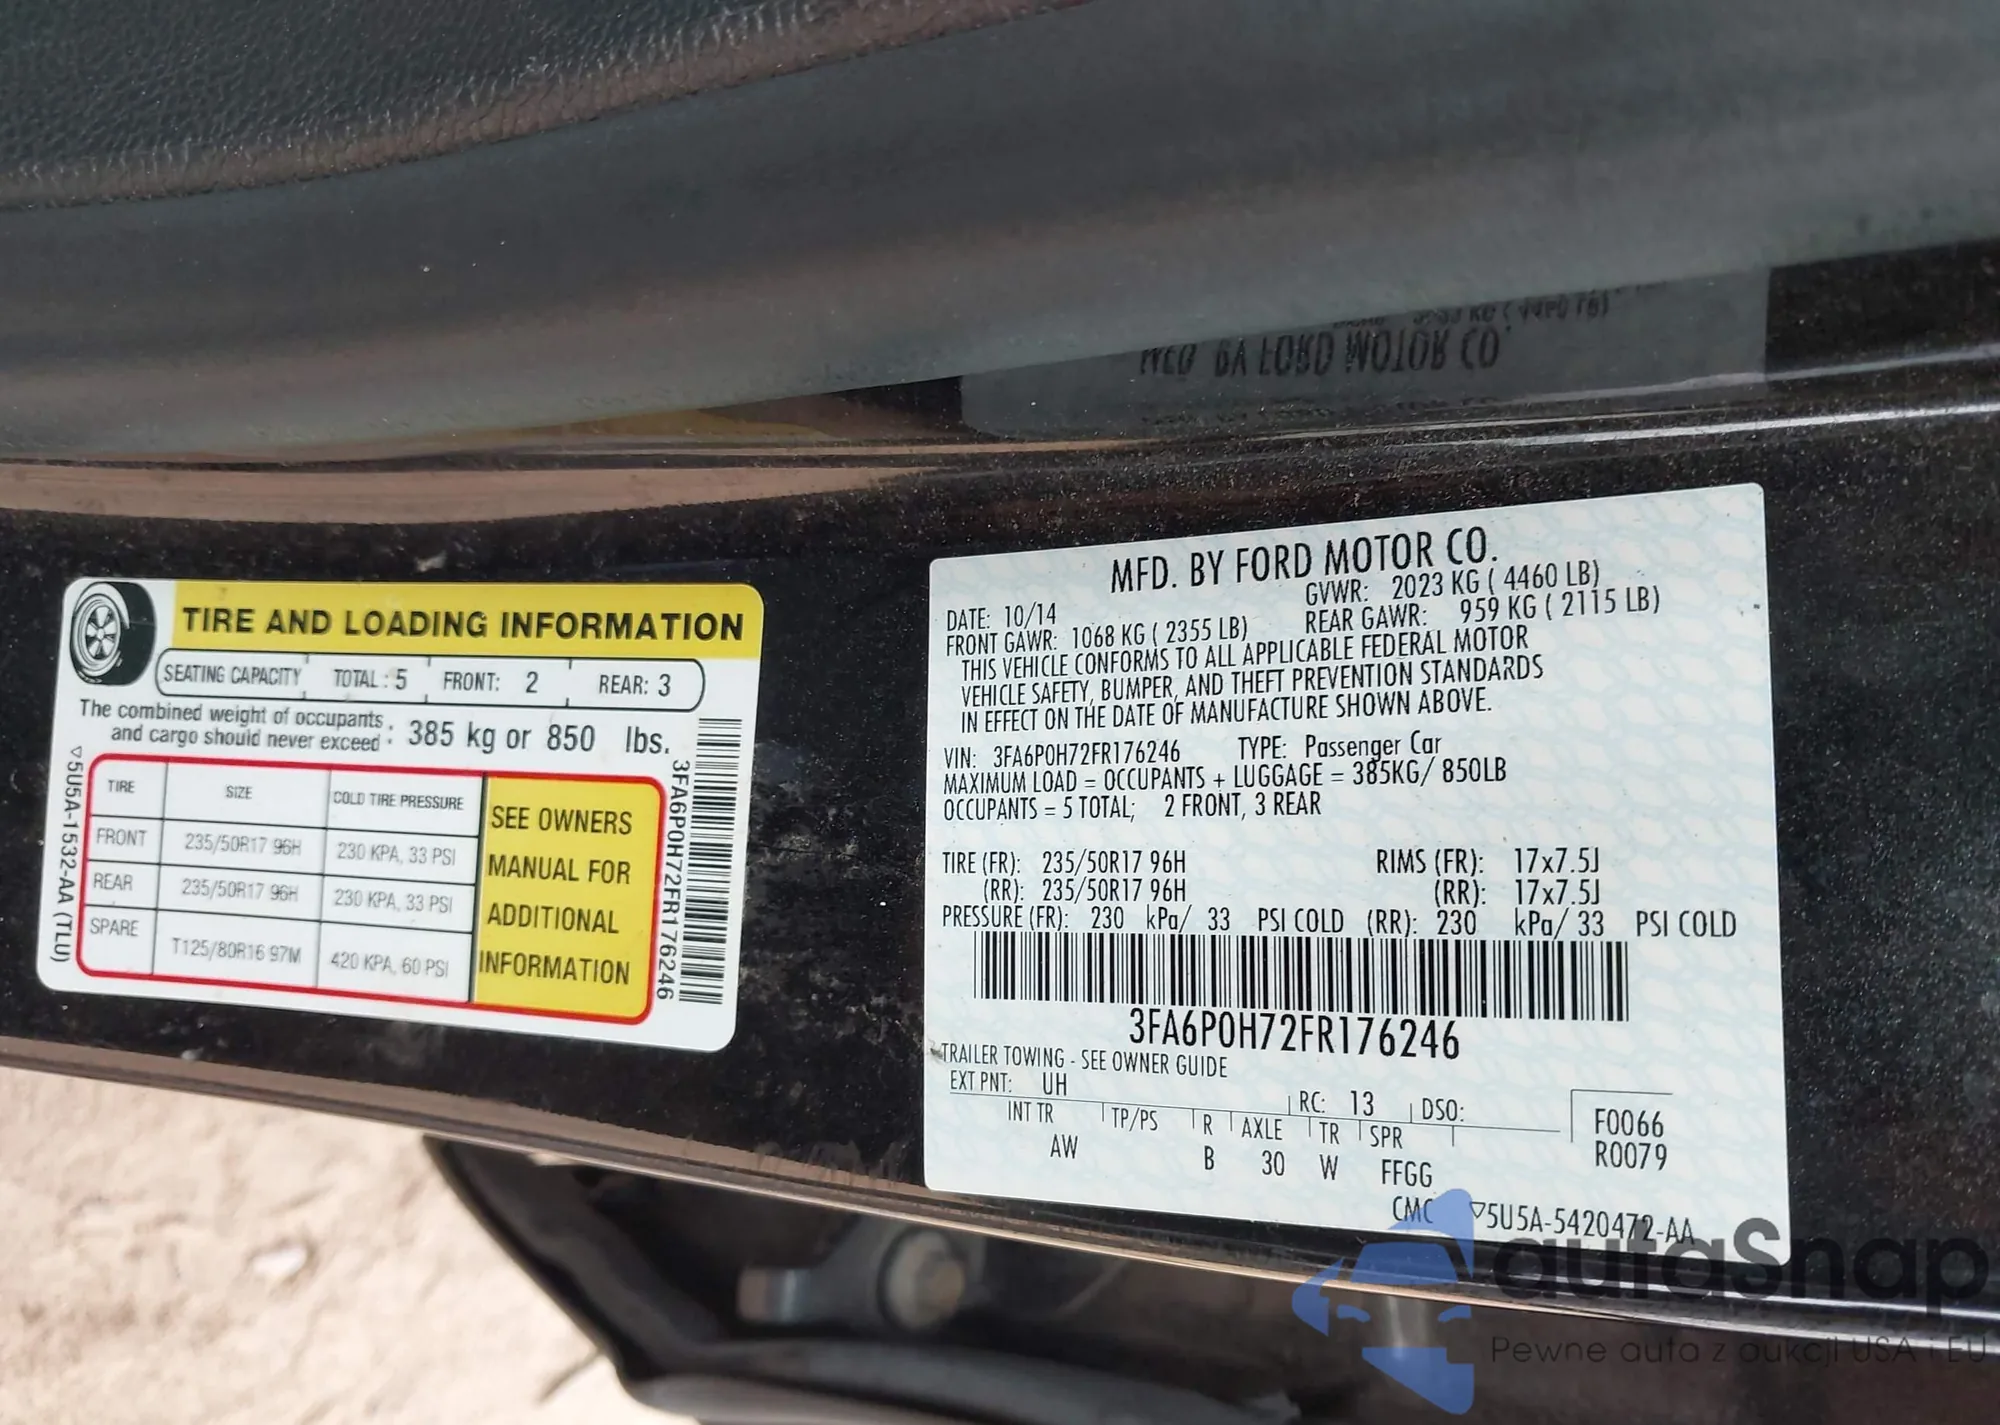 TIRE AND LOADING INFORMATION
SEATING CAPACITY TOTAL : 5 FRONT: 2 REAR: 3
The combined weight of occupants
and cargo should never exceed : 385 kg or 850 lbs.
TIRE SIZE COLD TIRE PRESSURE
FRONT 235/50R17 96H 230 KPA, 33 PSI
REAR 235/50R17 96H 230 KPA, 33 PSI
SPARE T125/80R16 97M 420 KPA, 60 PSI
SEE OWNERS
MANUAL FOR
ADDITIONAL
INFORMATION
5U5A-1532-AA (TLU)
3FA6P0H72FR176246
MFD. BY FORD MOTOR CO.
DATE: 10/14 GVWR: 2023 KG ( 4460 LB)
FRONT GAWR: 1068 KG ( 2355 LB) REAR GAWR: 959 KG ( 2115 LB)
THIS VEHICLE CONFORMS TO ALL APPLICABLE FEDERAL MOTOR
VEHICLE SAFETY, BUMPER, AND THEFT PREVENTION STANDARDS
IN EFFECT ON THE DATE OF MANUFACTURE SHOWN ABOVE.
VIN: 3FA6P0H72FR176246 TYPE: Passenger Car
MAXIMUM LOAD = OCCUPANTS + LUGGAGE = 385KG/ 850LB
OCCUPANTS = 5 TOTAL; 2 FRONT, 3 REAR
TIRE (FR): 235/50R17 96H RIMS (FR): 17x7.5J
(RR): 235/50R17 96H (RR): 17x7.5J
PRESSURE (FR): 230 kPa/ 33 PSI COLD (RR): 230 kPa/ 33 PSI COLD
3FA6P0H72FR176246
TRAILER TOWING - SEE OWNER GUIDE
EXT PNT: UH RC: 13 DSO:
INT TR TP/PS R AXLE TR SPR
AW B 30 W FFGG
F0066
R0079
CMC 5U5A-5420472-AA
autaSnap
Pewne auta z aukcji USA i EU